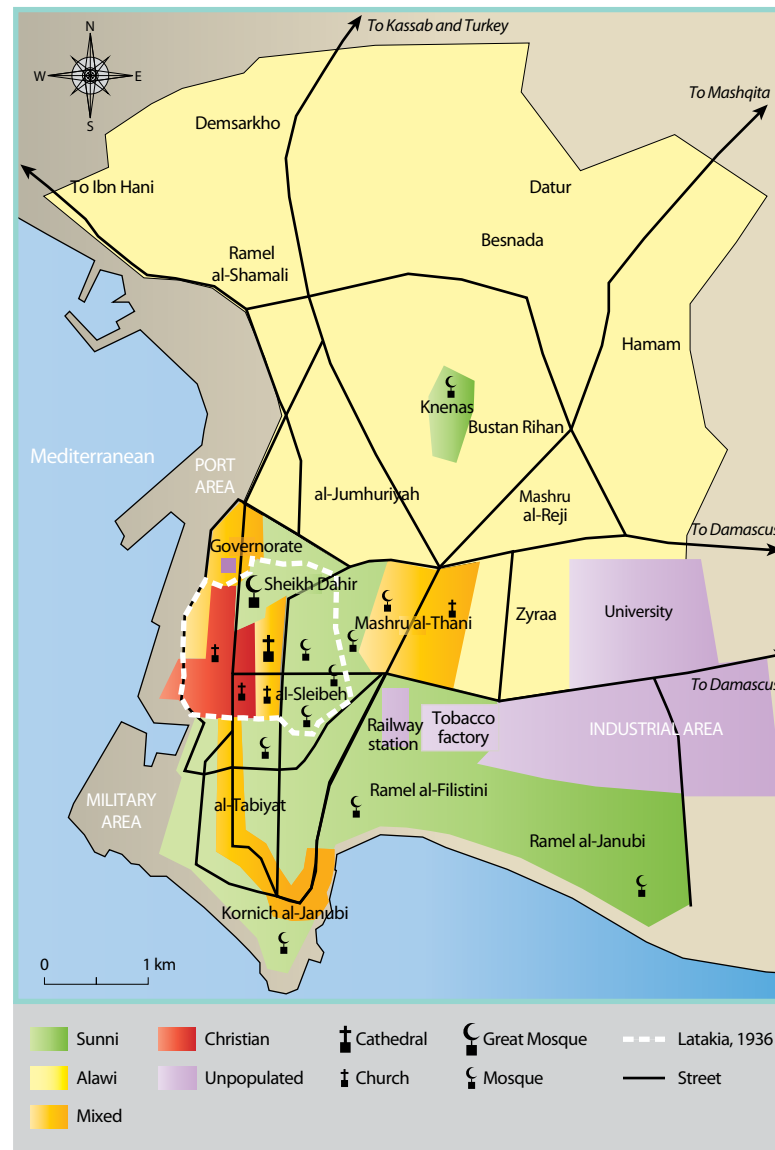 To Kassab and Turkey
N
W
E
S
To Mashqita
Demsarkho
To Ibn Hani
Datur
Besnada
Ramel
al-Shamali
Hamam
Knenas
Bustan Rihan
Mediterranean
PORT
AREA
al-Jumhuriyah
Mashru
al-Reji
To Damascus
Governorate
Sheikh Dahir
Mashru al-Thani
Zyraa
University
al-Sleibeh
To Damascus
Railway
station
Tobacco
factory
INDUSTRIAL AREA
MILITARY
AREA
al-Tabiyat
Ramel al-Filistini
Ramel al-Janubi
Kornich al-Janubi
0 1 km
Sunni
Christian
Cathedral
Great Mosque
Latakia, 1936
Alawi
Unpopulated
Church
Mosque
Street
Mixed